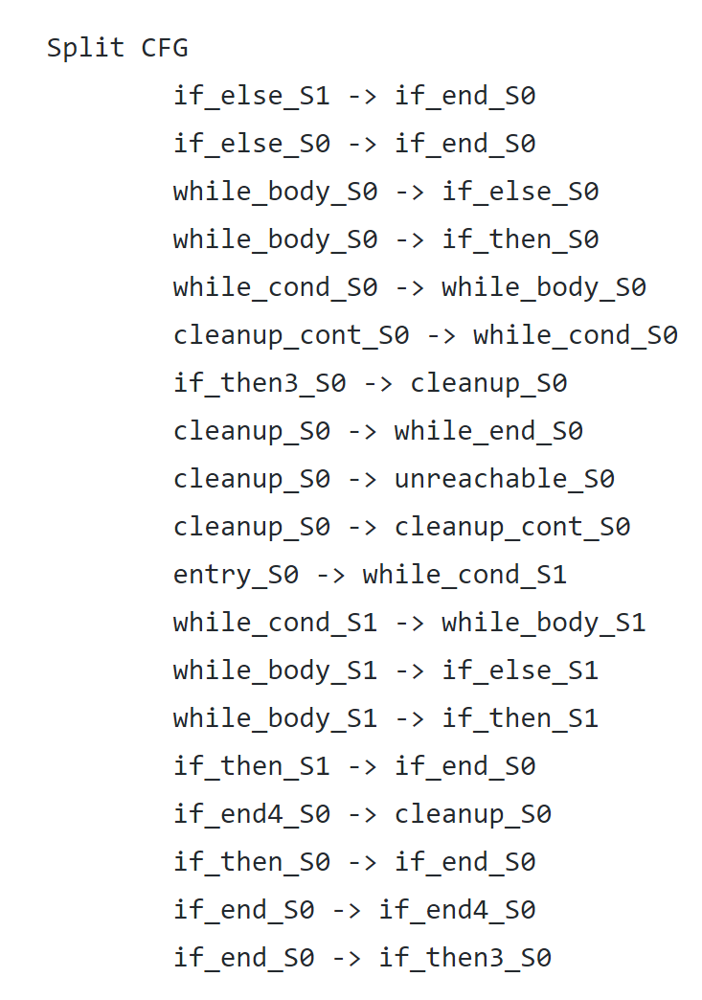 Split CFG
if_else_S1 -> if_end_S0
if_else_S0 -> if_end_S0
while_body_S0 -> if_else_S0
while_body_S0 -> if_then_S0
while_cond_S0 -> while_body_S0
cleanup_cont_S0 -> while_cond_S0
if_then3_S0 -> cleanup_S0
cleanup_S0 -> while_end_S0
cleanup_S0 -> unreachable_S0
cleanup_S0 -> cleanup_cont_S0
entry_S0 -> while_cond_S1
while_cond_S1 -> while_body_S1
while_body_S1 -> if_else_S1
while_body_S1 -> if_then_S1
if_then_S1 -> if_end_S0
if_end4_S0 -> cleanup_S0
if_then_S0 -> if_end_S0
if_end_S0 -> if_end4_S0
if_end_S0 -> if_then3_S0